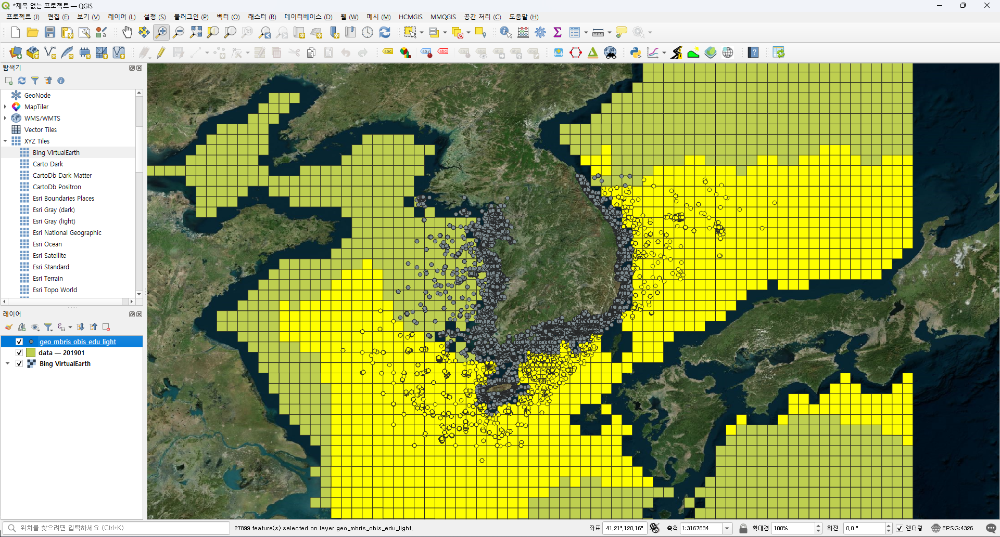 *제목 없는 프로젝트 — QGIS
프로젝트 (J) 편집 (E) 보기 (V) 레이어 (L) 설정 (S) 플러그인 (P) 벡터 (O) 래스터 (R) 데이터베이스 (D) 웹 (W) 메시 (M) HCMGIS MMQGIS 공간 처리 (C) 도움말 (H)
탐색기
GeoNode
MapTiler
WMS/WMTS
Vector Tiles
XYZ Tiles
Bing VirtualEarth
Carto Dark
CartoDb Dark Matter
CartoDb Positron
Esri Boundaries Places
Esri Gray (dark)
Esri Gray (light)
Esri National Geographic
Esri Ocean
Esri Satellite
Esri Standard
Esri Terrain
Esri Topo World
레이어
geo_mbris_obis_edu_light
data — 201901
Bing VirtualEarth
위치를 찾으려면 입력하세요 (Ctrl+K)
27899 feature(s) selected on layer geo_mbris_obis_edu_light.
좌표 41,21°,120,16° 축척 1:3167834 확대경 100% 회전 0,0 ° 렌더링 EPSG:4326